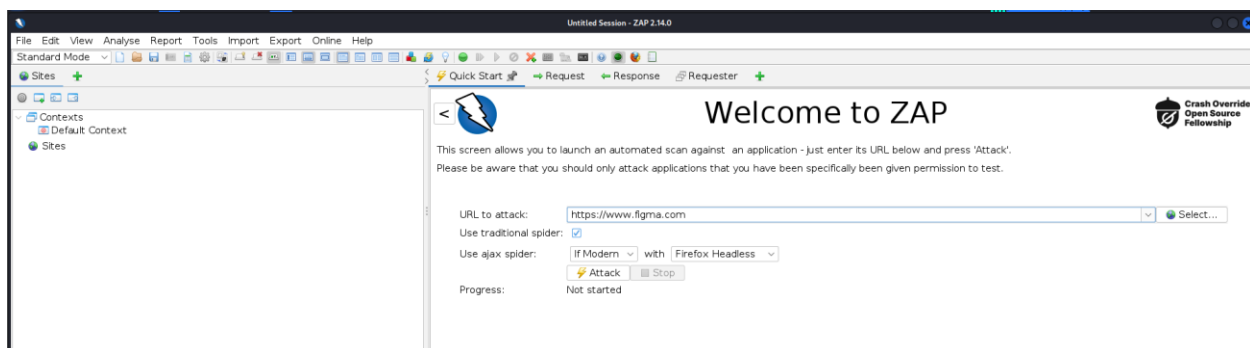 Untitled Session - ZAP 2.14.0
File Edit View Analyse Report Tools Import Export Online Help
Standard Mode
Sites
Quick Start Request Response Requester
Contexts
Default Context
Sites
<
Welcome to ZAP
Crash Override
Open Source
Fellowship
This screen allows you to launch an automated scan against an application - just enter its URL below and press 'Attack'.
Please be aware that you should only attack applications that you have been specifically been given permission to test.
URL to attack: https://www.figma.com Select...
Use traditional spider:
Use ajax spider: If Modern with Firefox Headless
Attack Stop
Progress: Not started